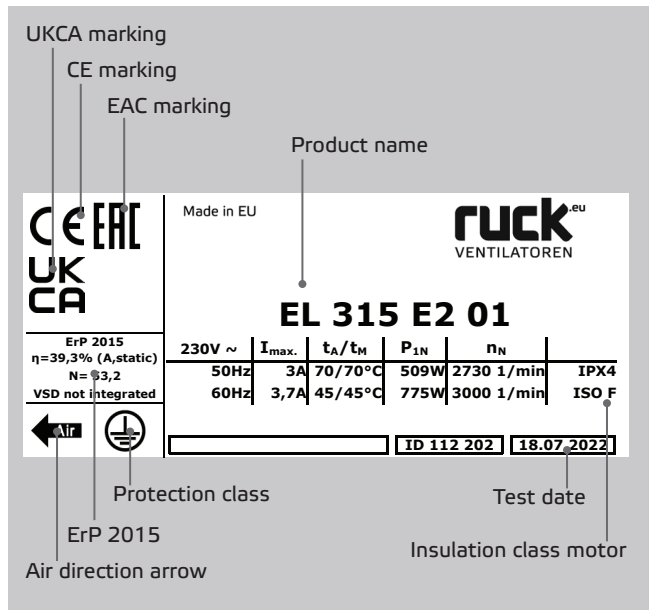 UKCA marking
CE marking
EAC marking
Product name
CE EAC
UK
CA
Made in EU
ruck.eu
VENTILATOREN
EL 315 E2 01
ErP 2015
η=39,3% (A,static)
N=
VSD not integrated
230V ~ Imax. tA/tM P1N nN
50Hz 3A 70/70°C 509W 2730 1/min IPX4
60Hz 3,7A 45/45°C 775W 3000 1/min ISO F
Air
ID 112 202 18.07.2022
Protection class
Test date
ErP 2015
Insulation class motor
Air direction arrow